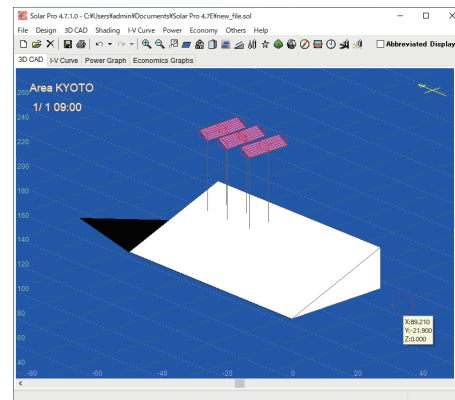 Solar Pro 4.7.1.0 - C:¥Users¥admin¥Documents¥Solar Pro 4.7E¥new_file.sol
File Design 3D CAD Shading I-V Curve Power Economy Others Help
Abbreviated Display
3D CAD I-V Curve Power Graph Economics Graphs
Area KYOTO
1/ 1 09:00
260
240
220
200
180
160
140
120
100
80
60
40
X:89.210
Y:-21.900
Z:0.000
-80 -60 -40 -20 0 20 40